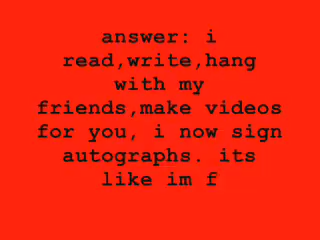 answer: i
read,write,hang
with my
friends,make videos
for you, i now sign
autographs. its
like im f